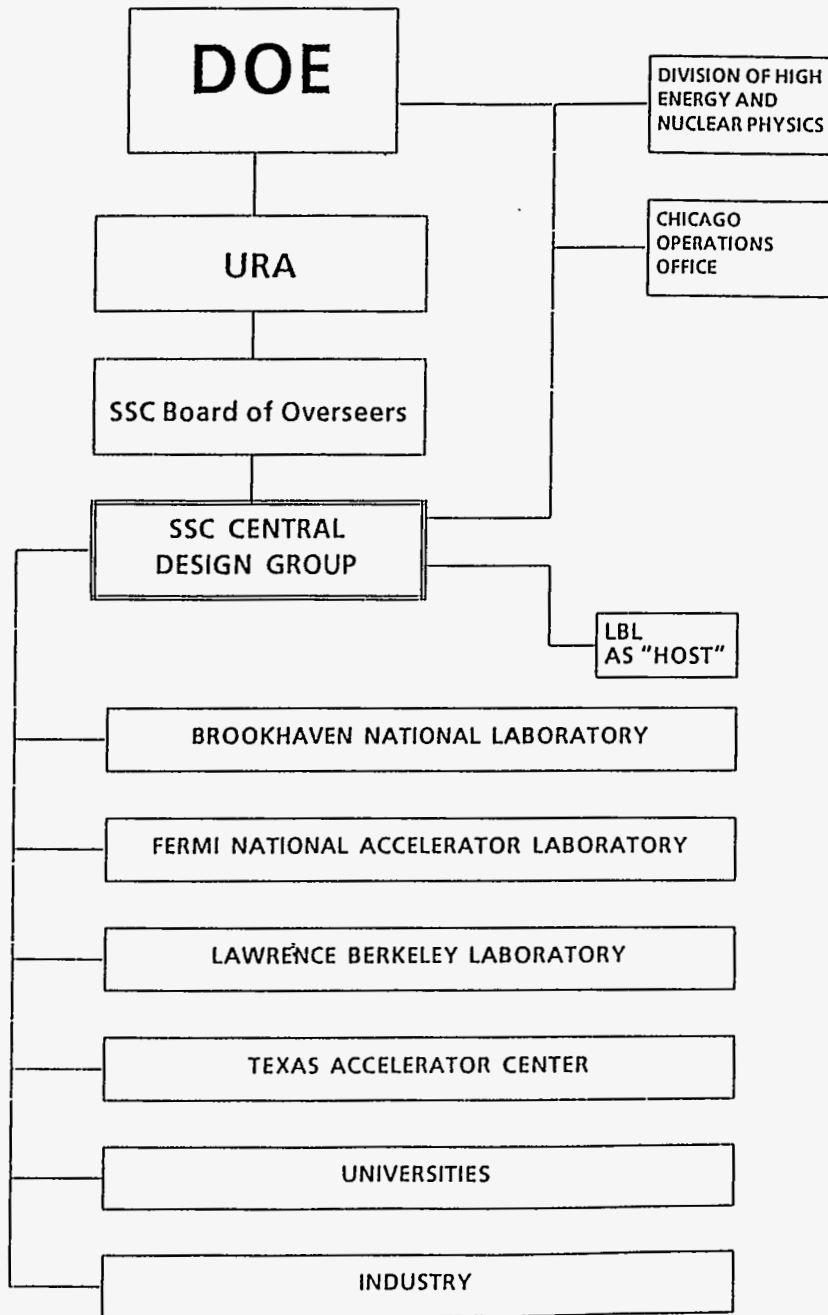 DOE
DIVISION OF HIGH
ENERGY AND
NUCLEAR PHYSICS
CHICAGO
OPERATIONS
OFFICE
URA
SSC Board of Overseers
SSC CENTRAL
DESIGN GROUP
LBL
AS "HOST"
BROOKHAVEN NATIONAL LABORATORY
FERMI NATIONAL ACCELERATOR LABORATORY
LAWRENCE BERKELEY LABORATORY
TEXAS ACCELERATOR CENTER
UNIVERSITIES
INDUSTRY